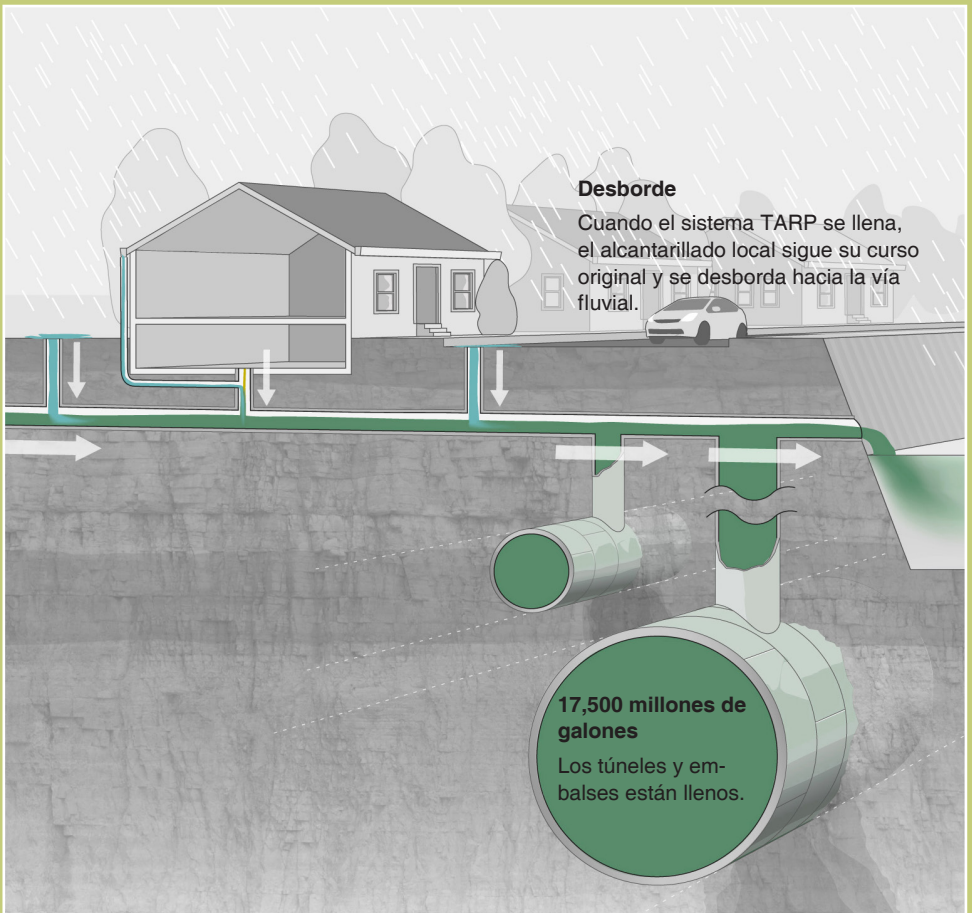 Desborde
Cuando el sistema TARP se llena,
el alcantarillado local sigue su curso
original y se desborda hacia la vía
fluvial.
17,500 millones de
galones
Los túneles y em-
balses están llenos.